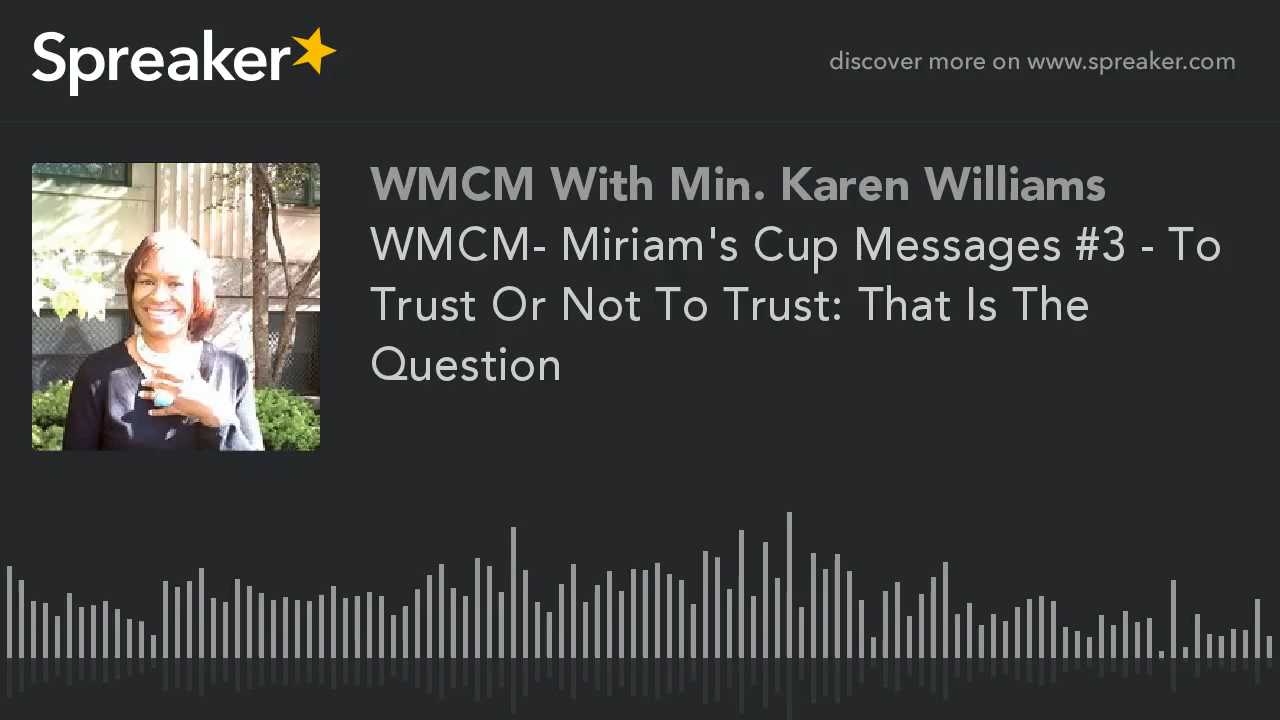 Spreaker
discover more on www.spreaker.com
WMCM With Min. Karen Williams
WMCM- Miriam's Cup Messages #3 - To
Trust Or Not To Trust: That Is The
Question